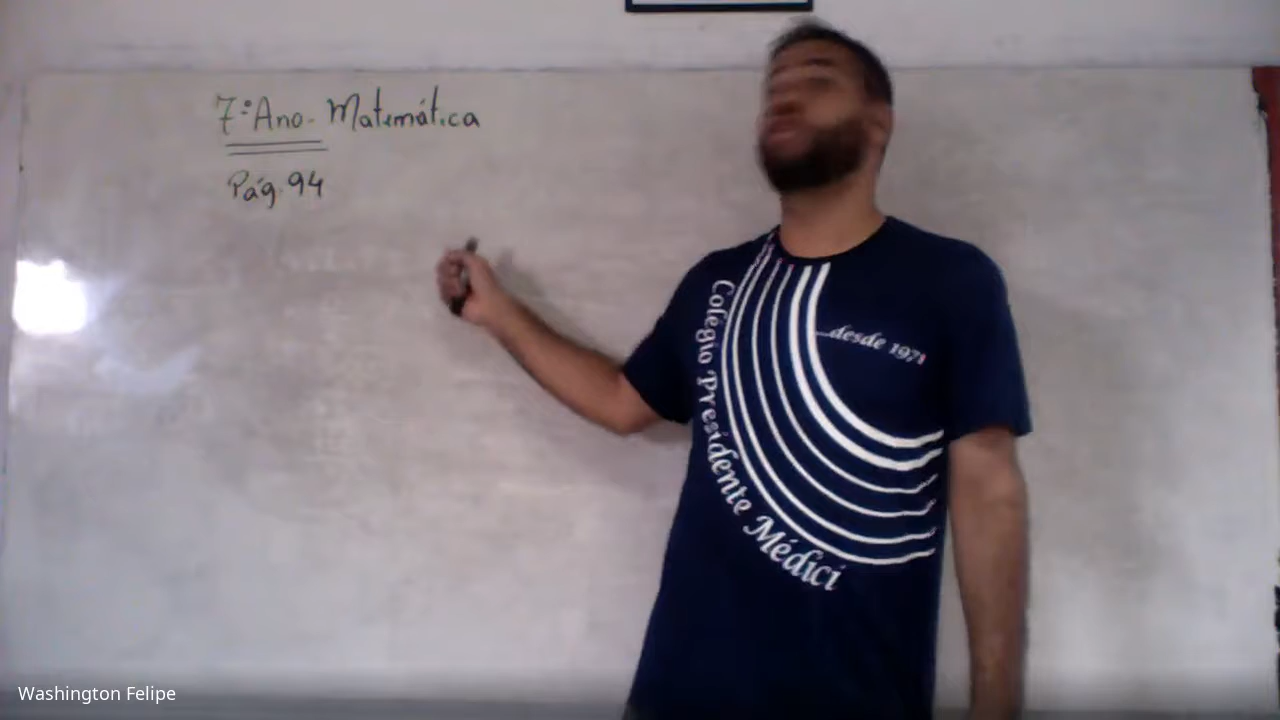 7º Ano - Matemática
Pág. 94
...desde 1971
Colégio Presidente Médici
Washington Felipe